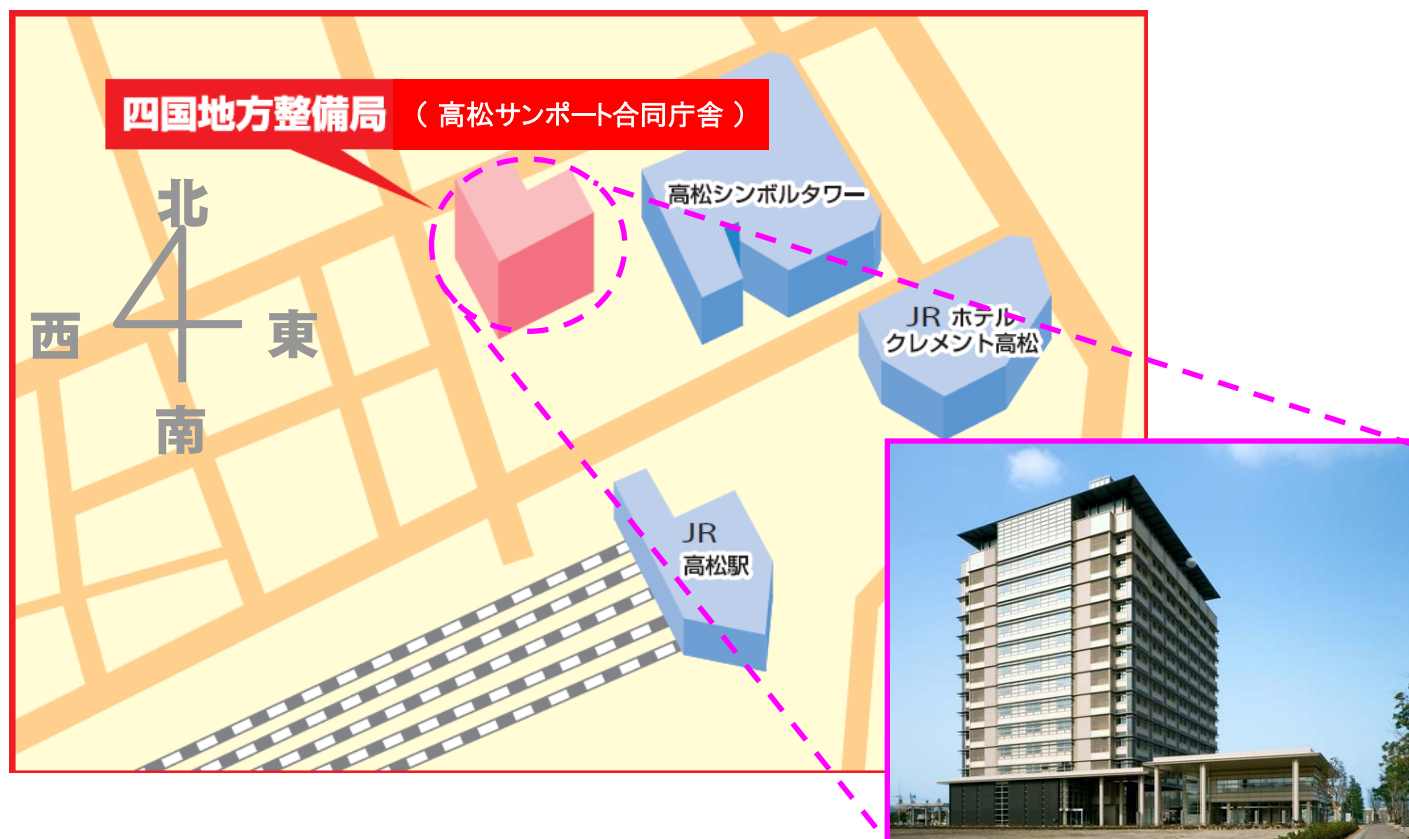 四国地方整備局 （ 高松サンポート合同庁舎 ）
北
西
東
南
高松シンボルタワー
JR ホテル
クレメント高松
JR
高松駅